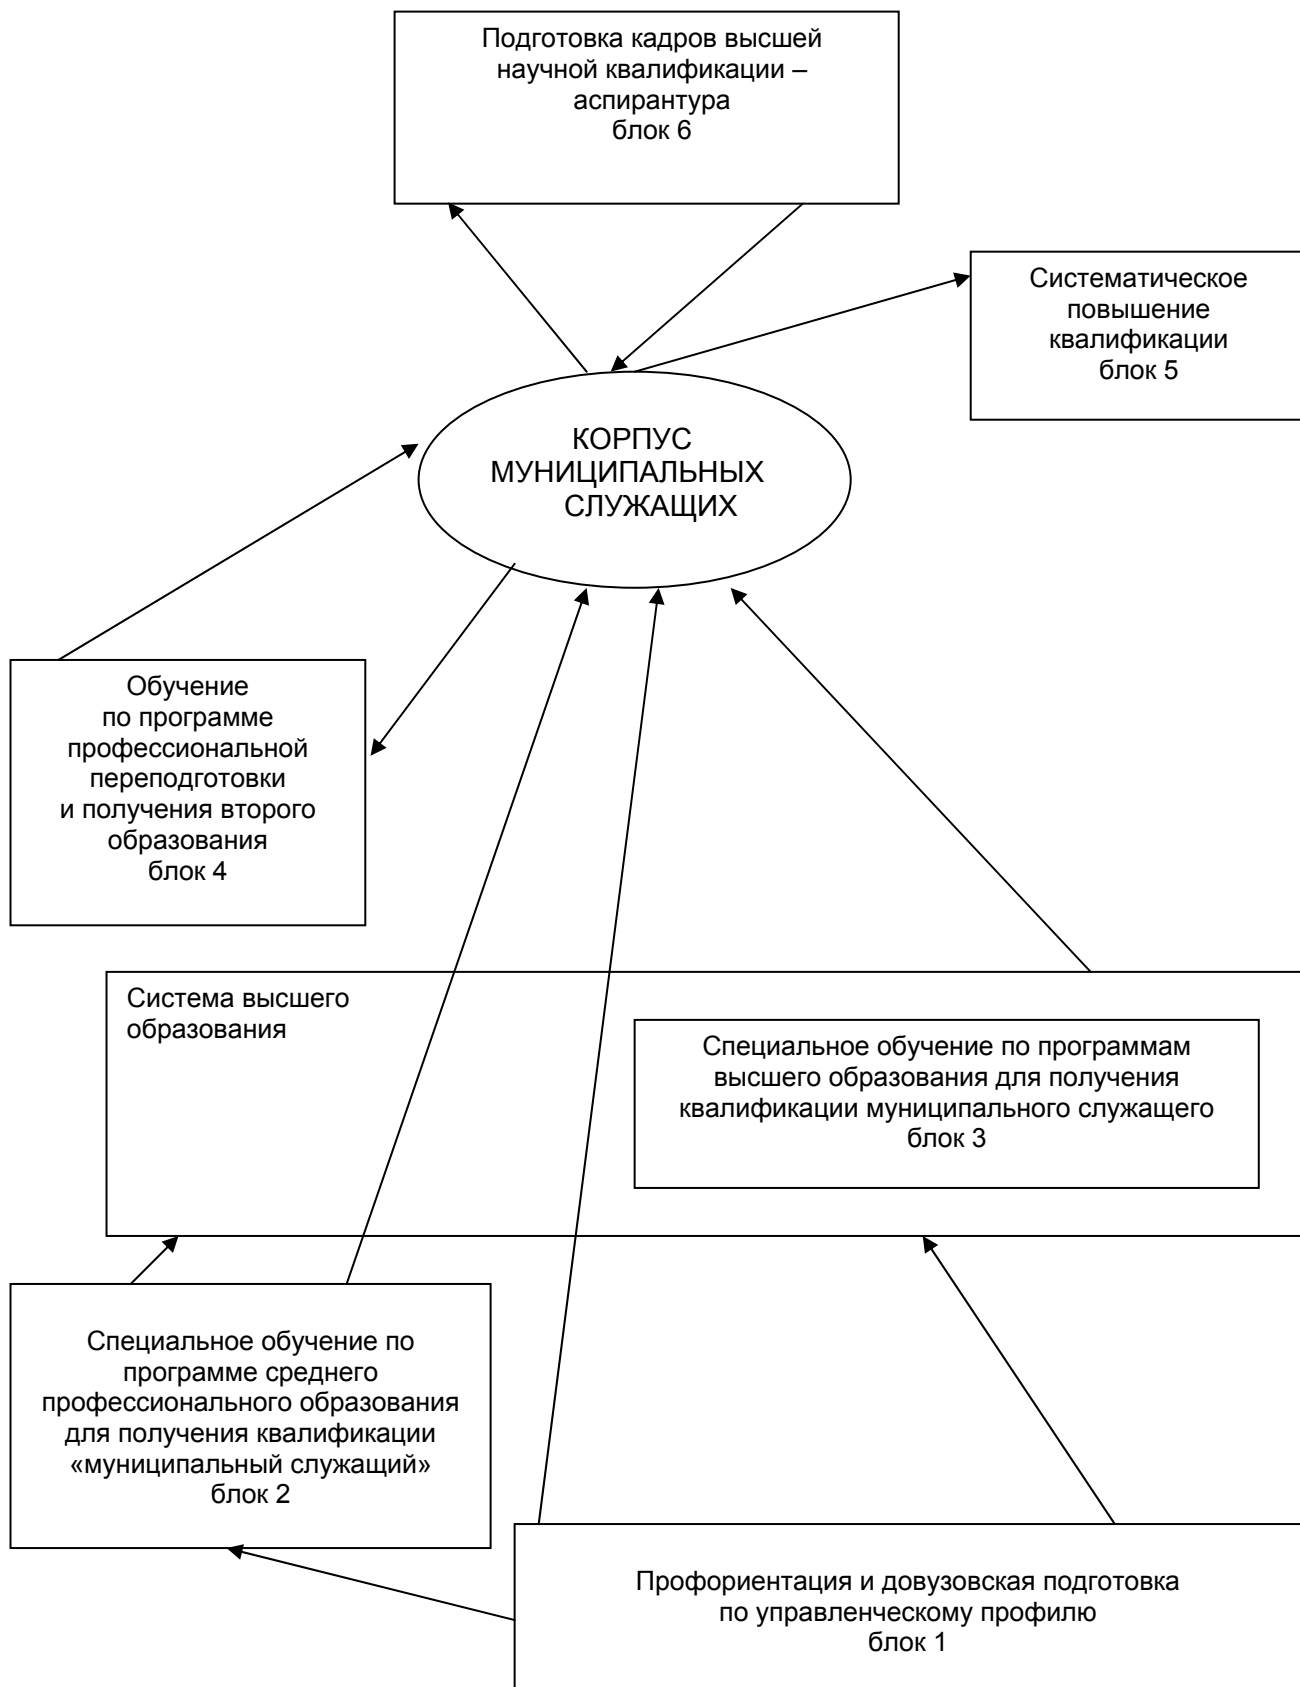 Подготовка кадров высшей
научной квалификации –
аспирантура
блок 6
Систематическое
повышение
квалификации
блок 5
КОРПУС
МУНИЦИПАЛЬНЫХ
СЛУЖАЩИХ
Обучение
по программе
профессиональной
переподготовки
и получения второго
образования
блок 4
Система высшего
образования
Специальное обучение по программам
высшего образования для получения
квалификации муниципального служащего
блок 3
Специальное обучение по
программе среднего
профессионального образования
для получения квалификации
«муниципальный служащий»
блок 2
Профориентация и довузовская подготовка
по управленческому профилю
блок 1